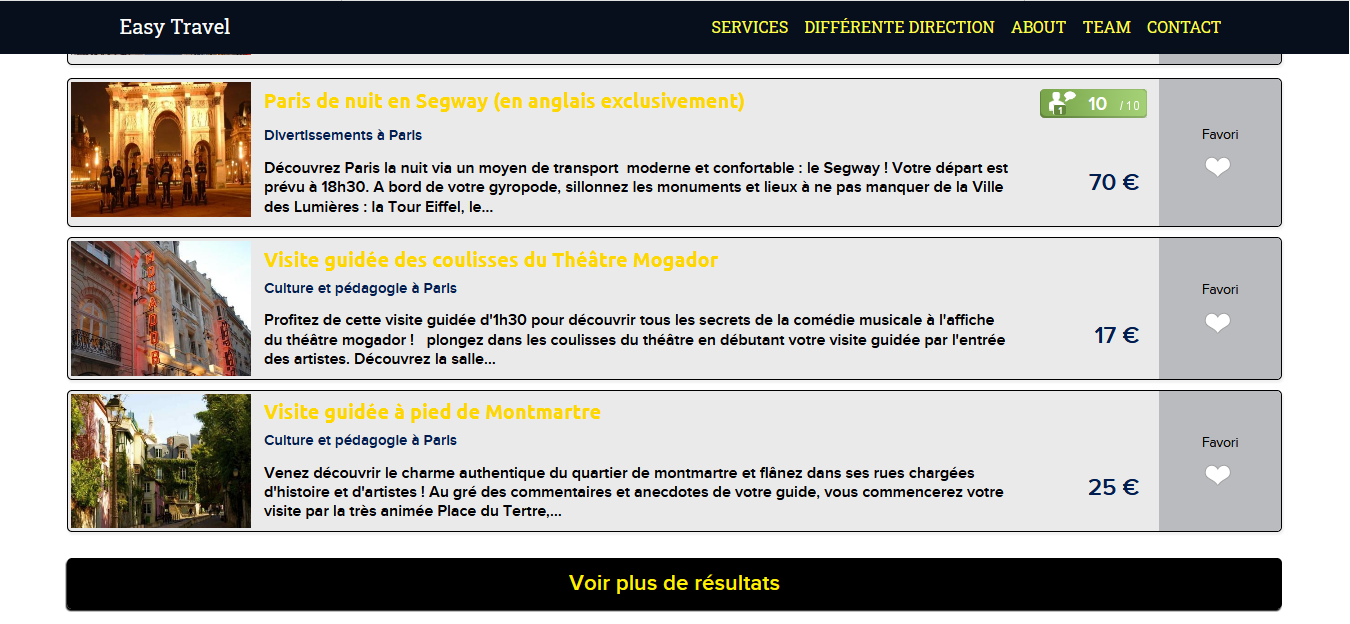 Easy Travel
SERVICES DIFFÉRENTE DIRECTION ABOUT TEAM CONTACT
Paris de nuit en Segway (en anglais exclusivement)
1 10 / 10
Divertissements à Paris
Favori
Découvrez Paris la nuit via un moyen de transport moderne et confortable : le Segway ! Votre départ est
prévu à 18h30. A bord de votre gyropode, sillonnez les monuments et lieux à ne pas manquer de la Ville
des Lumières : la Tour Eiffel, le...
70 €
Visite guidée des coulisses du Théâtre Mogador
Culture et pédagogie à Paris
Favori
Profitez de cette visite guidée d'1h30 pour découvrir tous les secrets de la comédie musicale à l'affiche
du théâtre mogador ! plongez dans les coulisses du théâtre en débutant votre visite guidée par l'entrée
des artistes. Découvrez la salle...
17 €
MOGADOR
Visite guidée à pied de Montmartre
Culture et pédagogie à Paris
Favori
Venez découvrir le charme authentique du quartier de montmartre et flânez dans ses rues chargées
d'histoire et d'artistes ! Au gré des commentaires et anecdotes de votre guide, vous commencerez votre
visite par la très animée Place du Tertre,...
25 €
Voir plus de résultats